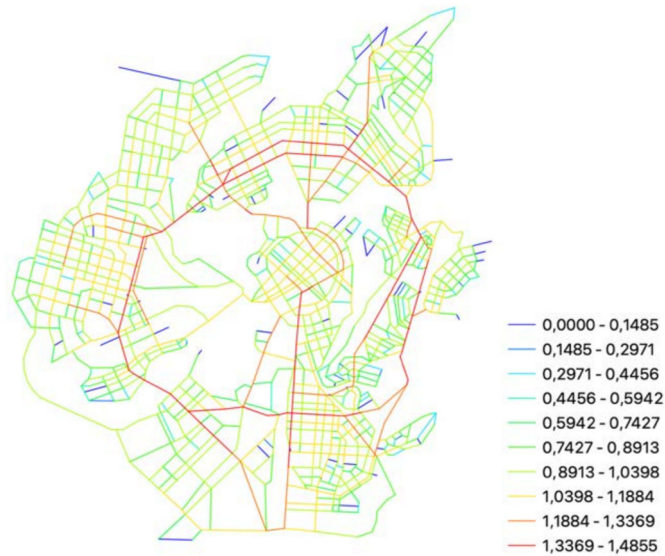 0,0000 - 0,1485
0,1485 - 0,2971
0,2971 - 0,4456
0,4456 - 0,5942
0,5942 - 0,7427
0,7427 - 0,8913
0,8913 - 1,0398
1,0398 - 1,1884
1,1884 - 1,3369
1,3369 - 1,4855